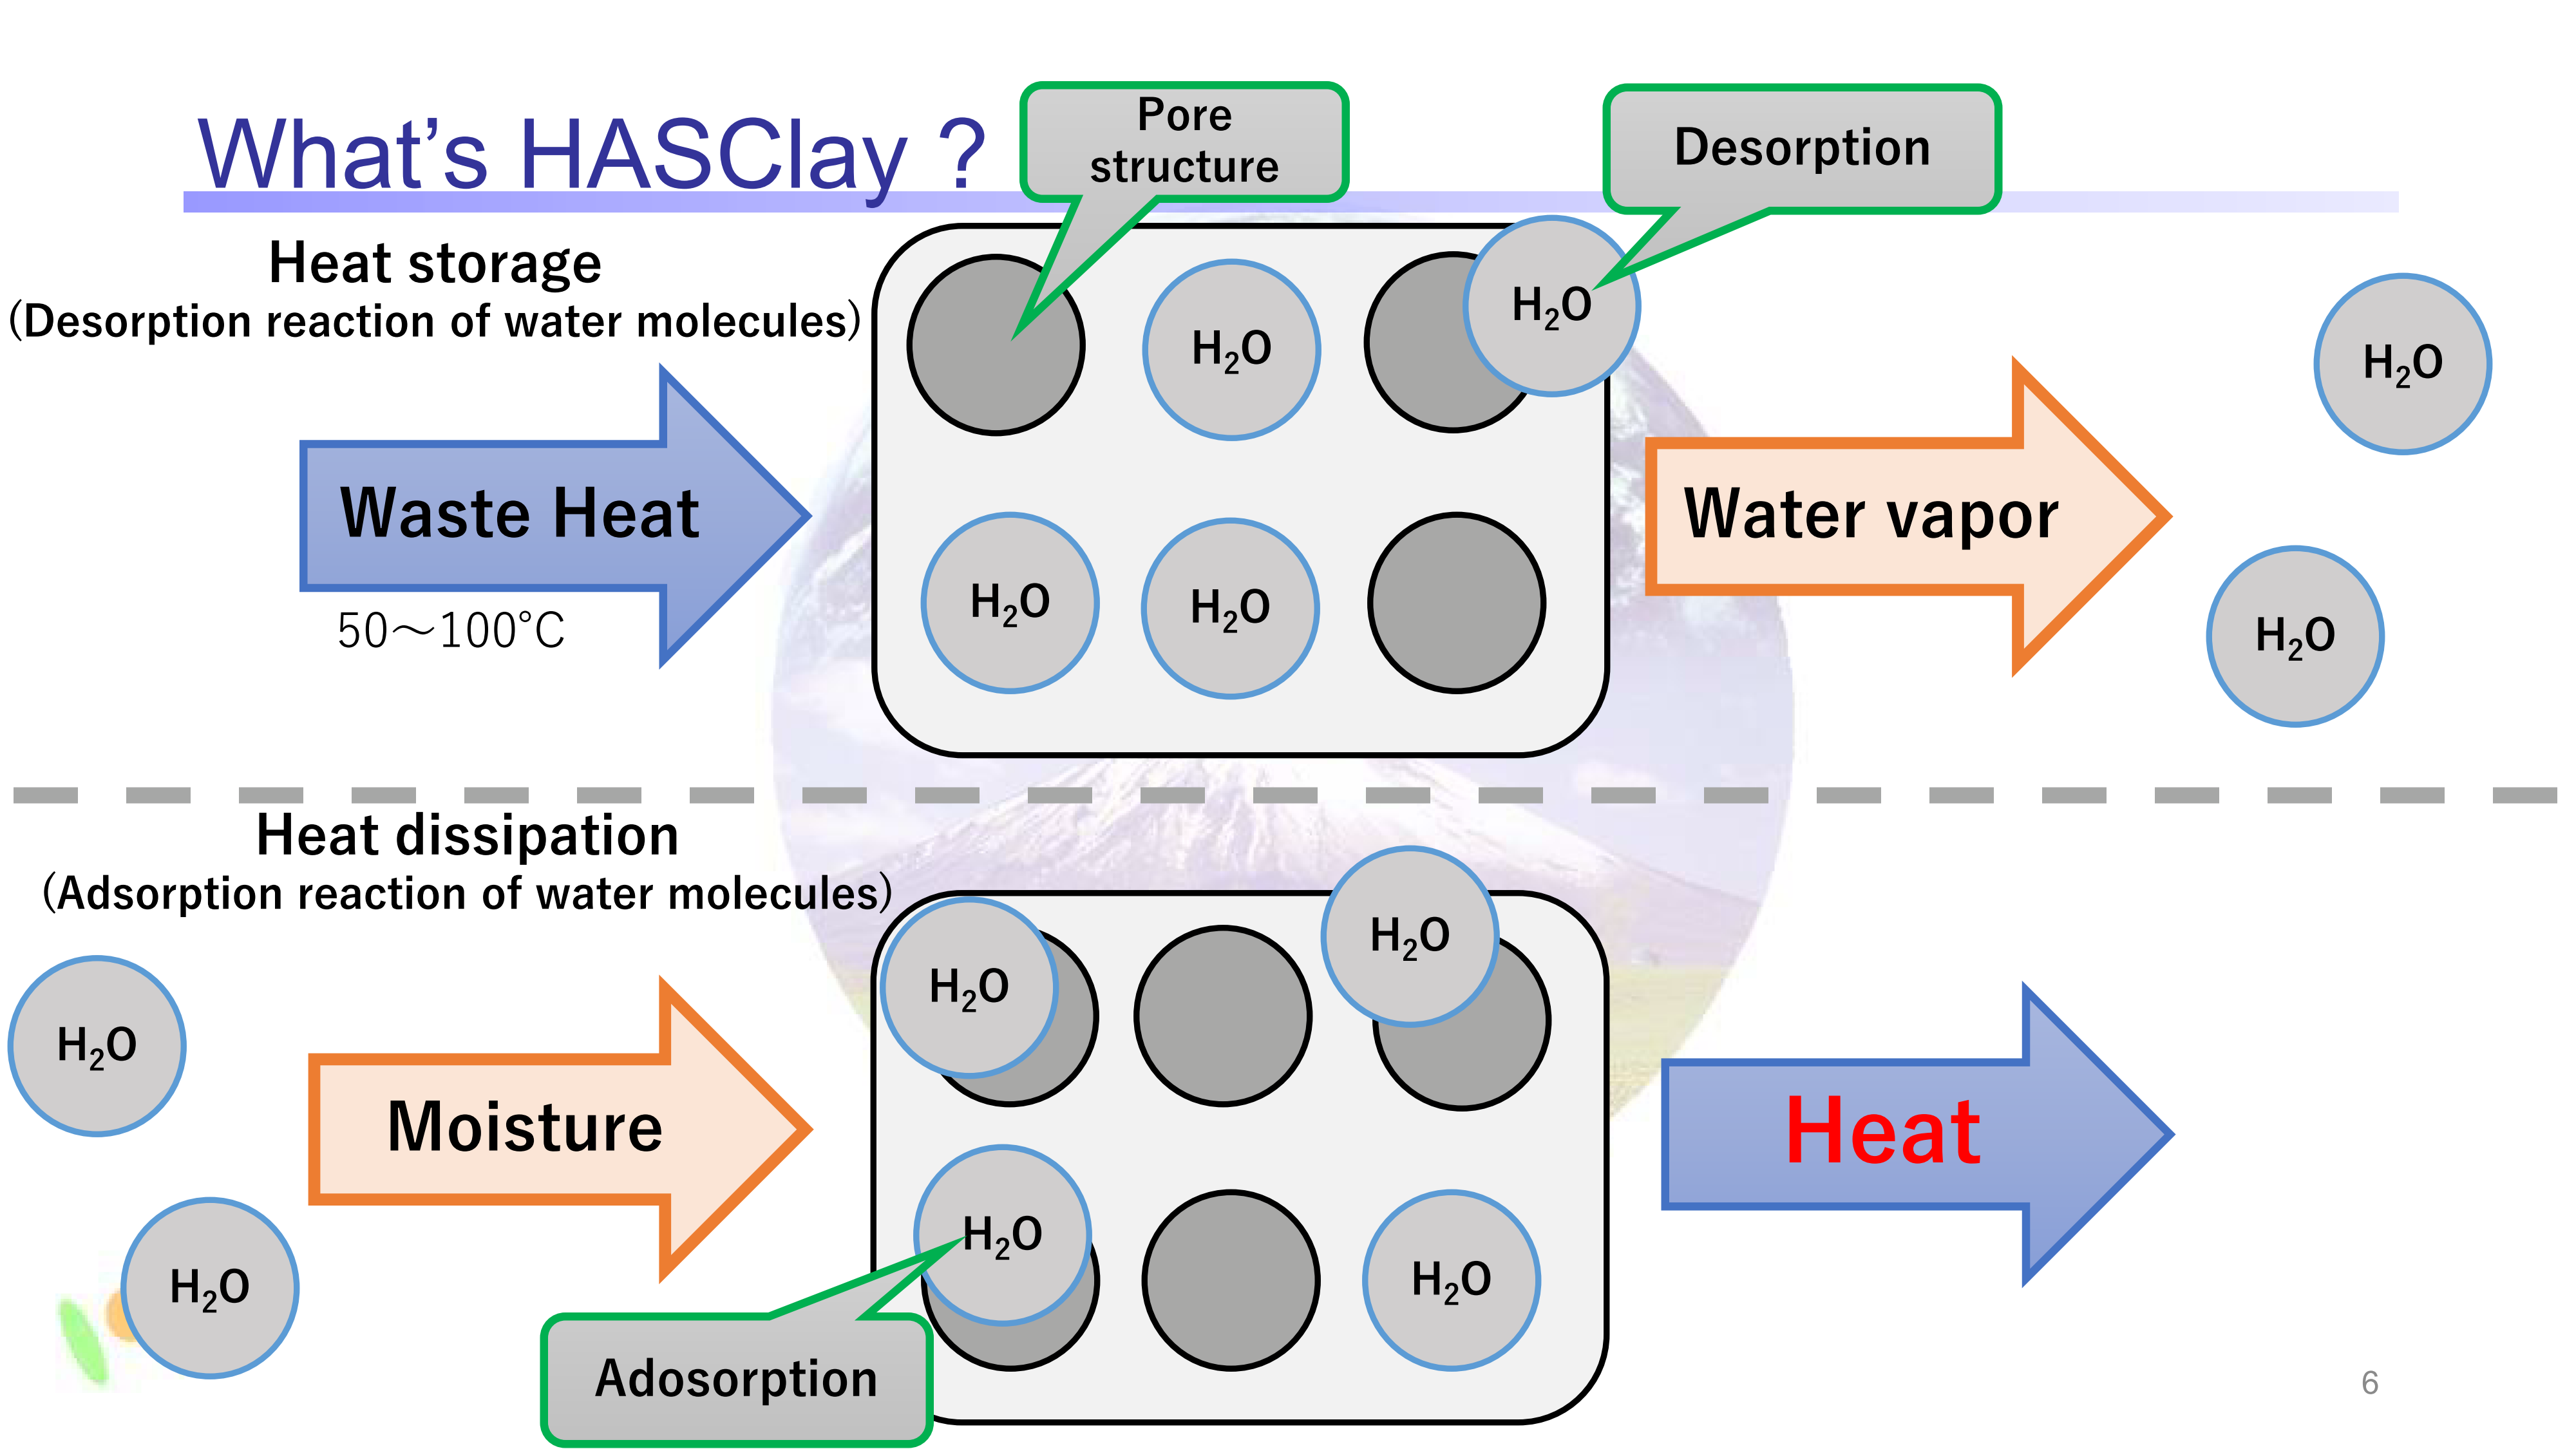 What’s HASClay ?
Pore
structure
Desorption
Heat storage
(Desorption reaction of water molecules)
H₂O
H₂O
H₂O
Waste Heat
50～100°C
Water vapor
H₂O
H₂O
H₂O
H₂O
Heat dissipation
(Adsorption reaction of water molecules)
H₂O
H₂O
H₂O
Moisture
Heat
H₂O
H₂O
H₂O
Adosorption
6